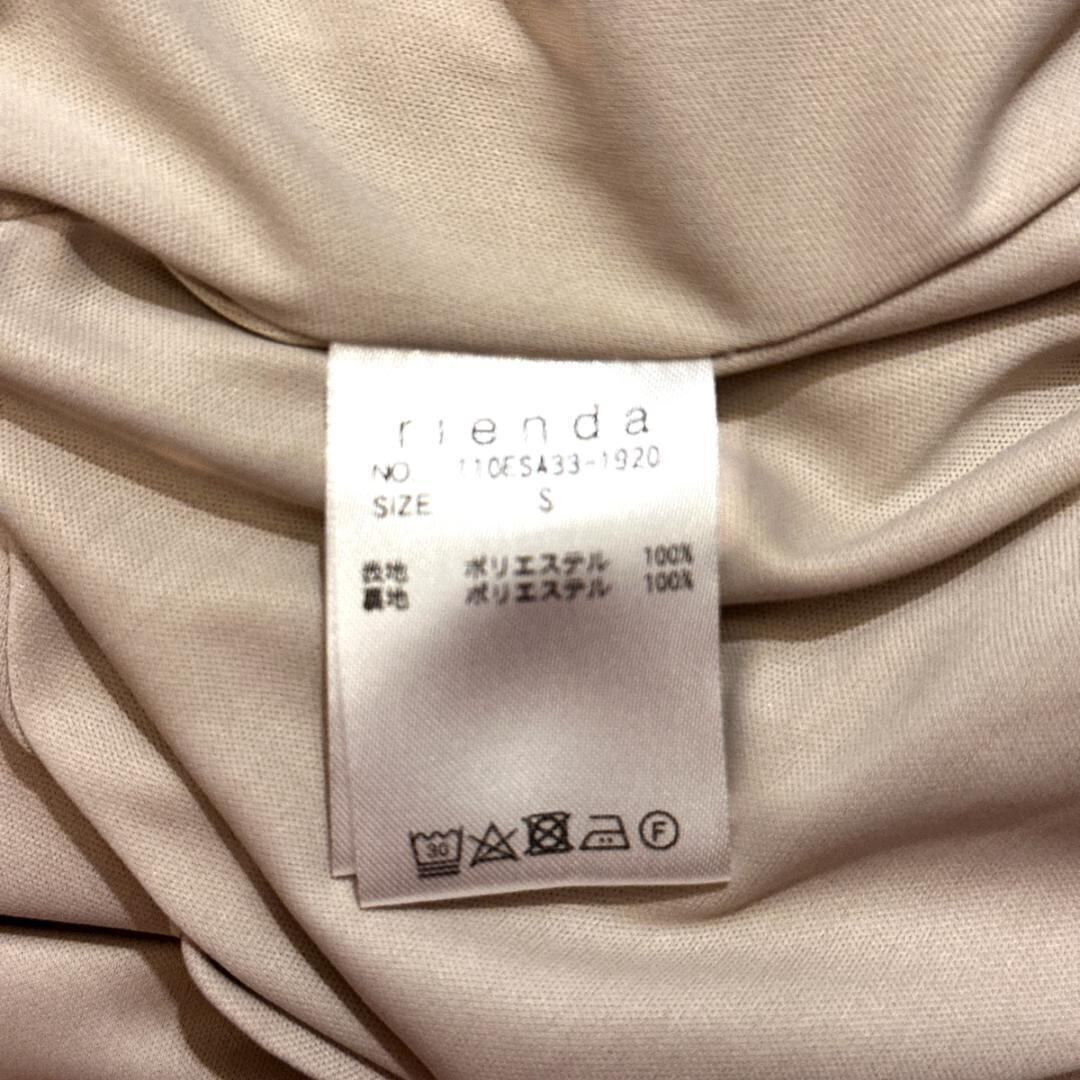 rienda
NO. 110ESA33-1920
SIZE S
表地 ポリエステル 100%
裏地 ポリエステル 100%
30 F